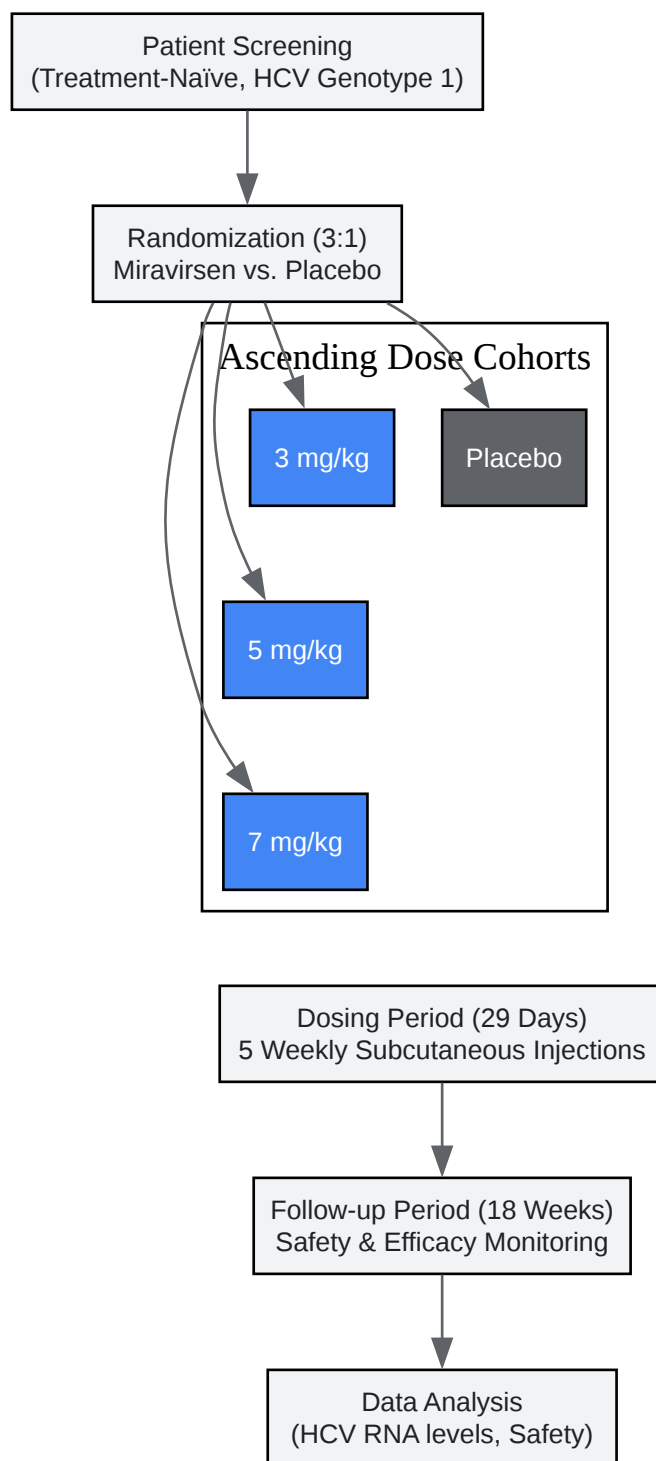 Patient Screening
(Treatment-Naïve, HCV Genotype 1)
Randomization (3:1)
Miravirsen vs. Placebo
Ascending Dose Cohorts
3 mg/kg
Placebo
5 mg/kg
7 mg/kg
Dosing Period (29 Days)
5 Weekly Subcutaneous Injections
Follow-up Period (18 Weeks)
Safety & Efficacy Monitoring
Data Analysis
(HCV RNA levels, Safety)